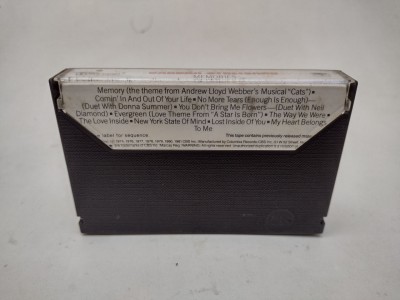 Memory (the theme from Andrew Lloyd Webber's Musical "Cats") •
Comin' In And Out Of Your Life • No More Tears (Enough Is Enough)—
(Duet With Donna Summer) • You Don't Bring Me Flowers—(Duet With Neil
Diamond) • Evergreen (Love Theme From "A Star Is Born") • The Way We Were •
The Love Inside • New York State Of Mind • Lost Inside Of You • My Heart Belongs
To Me
label for sequence
This tape contains previously released